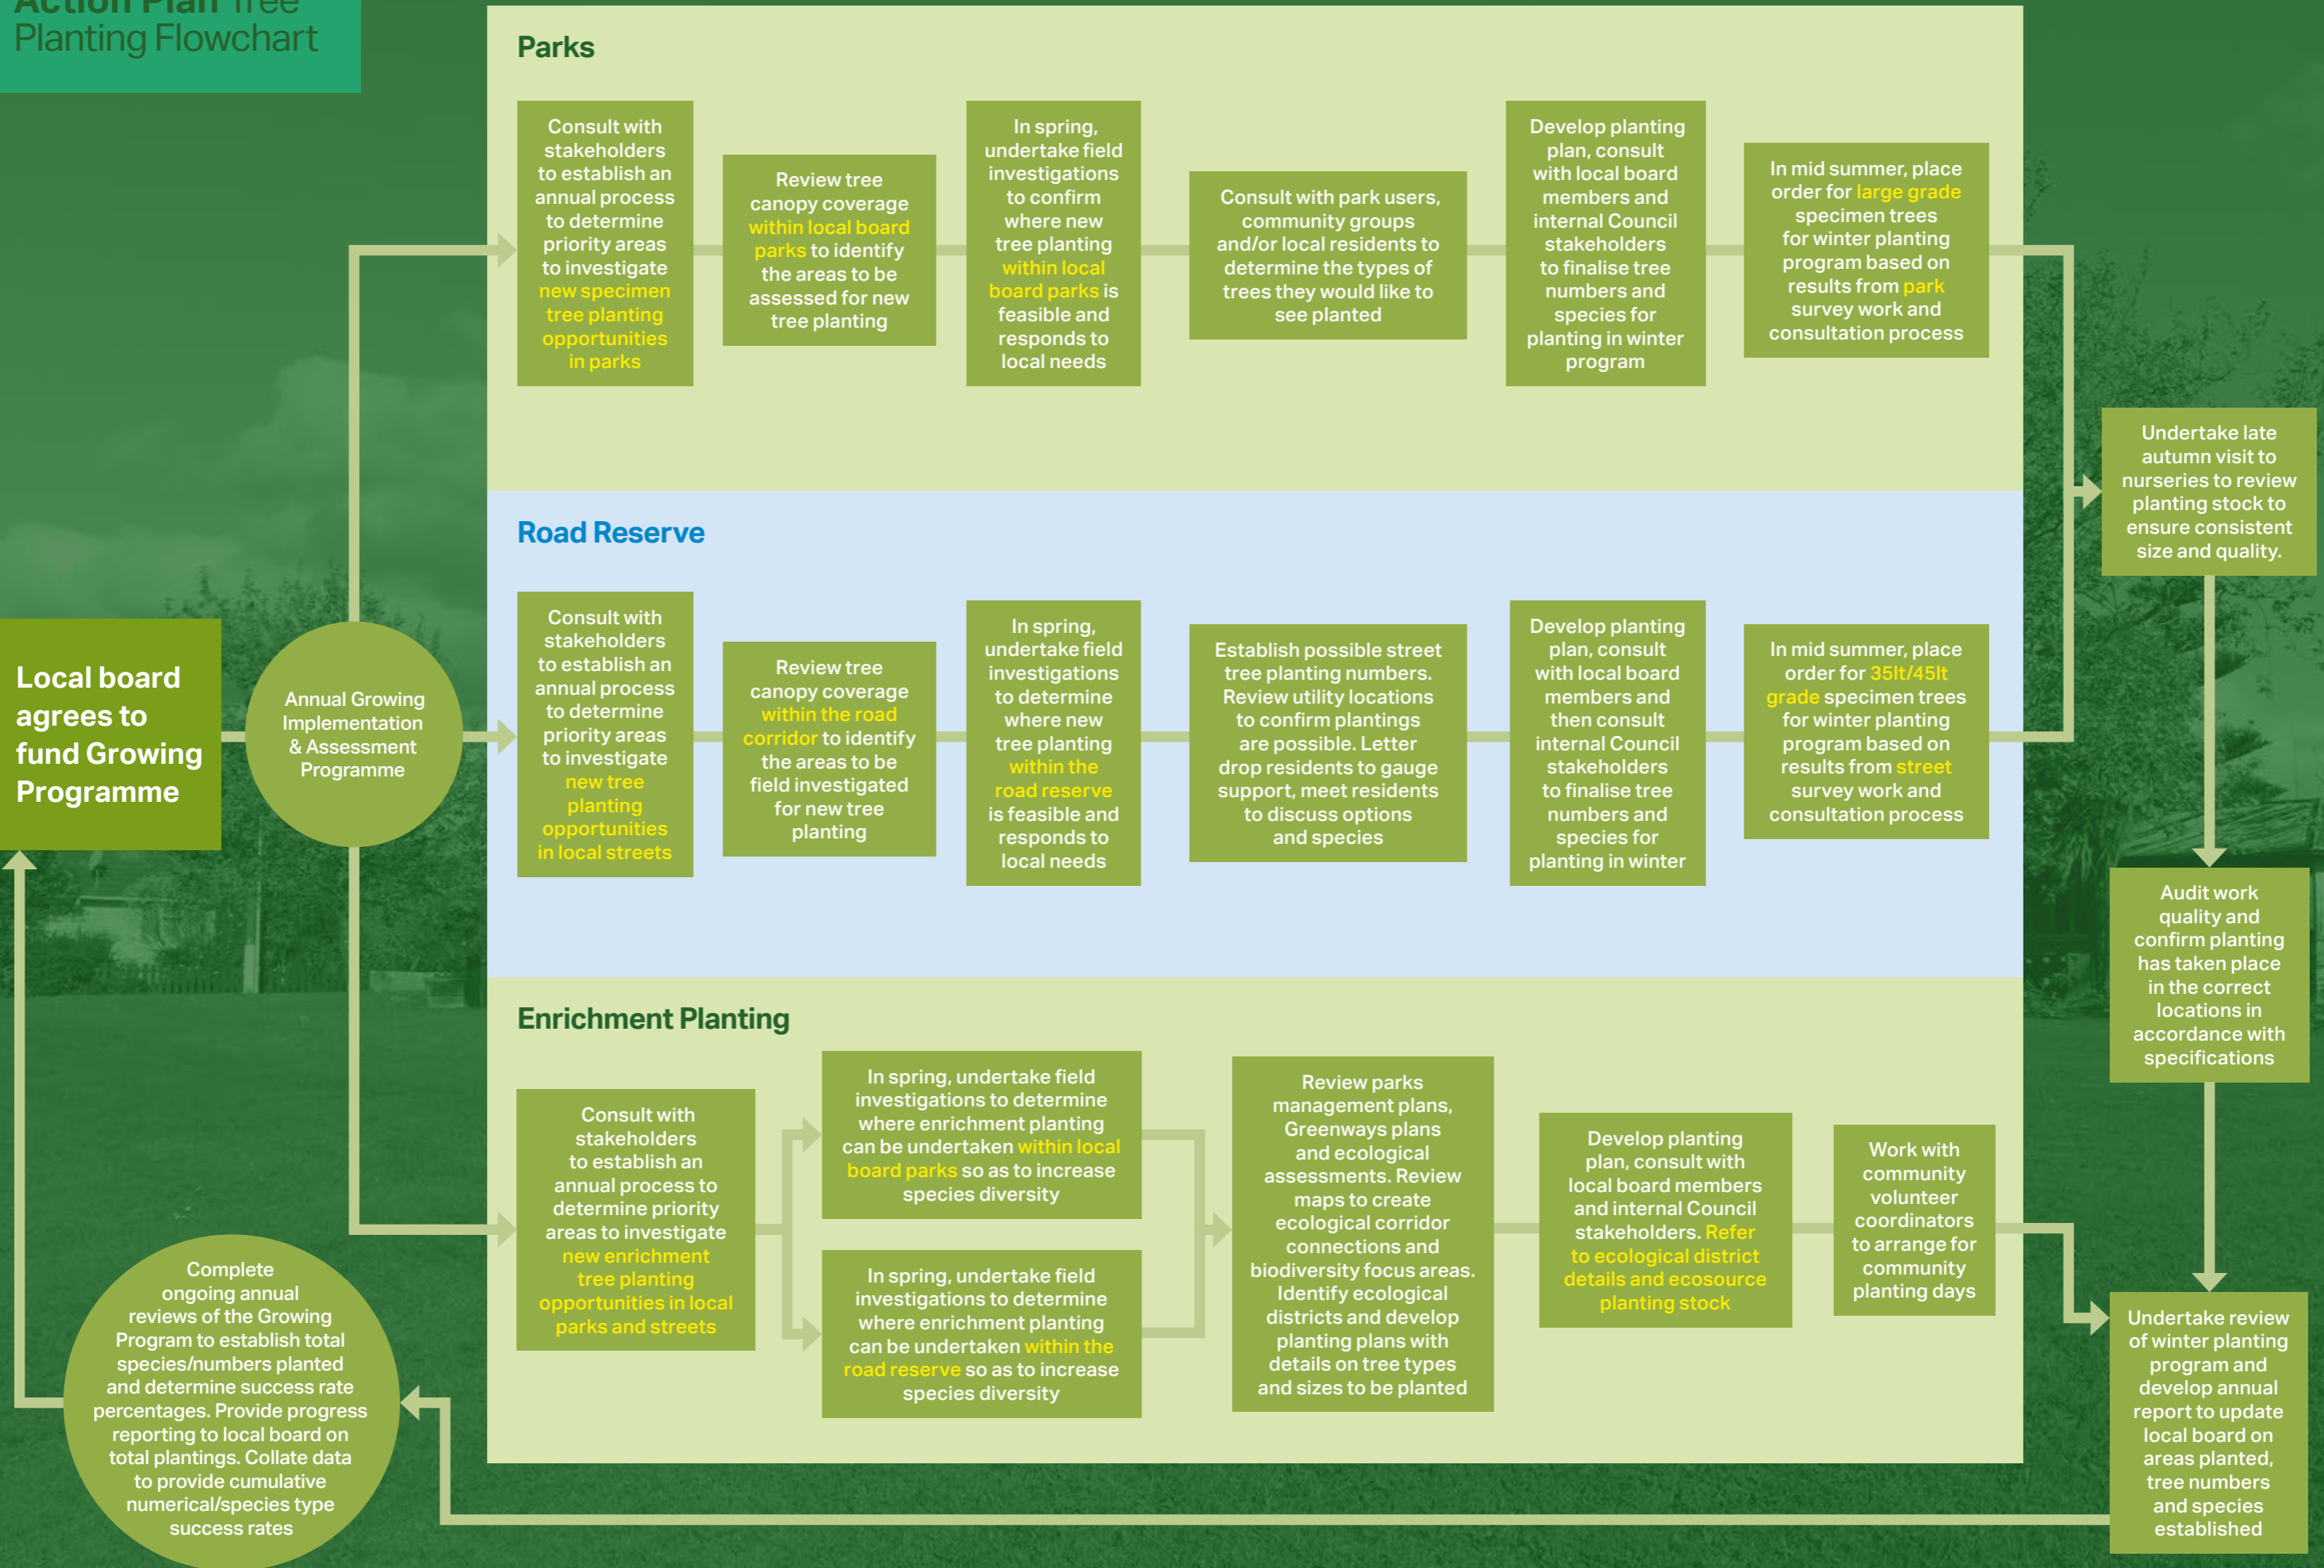 Action Plan Tree
Planting Flowchart
Parks
Consult with
stakeholders
to establish an
annual process
to determine
priority areas
to investigate
new specimen
tree planting
opportunities
in parks
Review tree
canopy coverage
within local board
parks to identify
the areas to be
assessed for new
tree planting
In spring,
undertake field
investigations
to confirm
where new
tree planting
within local
board parks is
feasible and
responds to
local needs
Consult with park users,
community groups
and/or local residents to
determine the types of
trees they would like to
see planted
Develop planting
plan, consult
with local board
members and
internal Council
stakeholders
to finalise tree
numbers and
species for
planting in winter
program
In mid summer, place
order for large grade
specimen trees
for winter planting
program based on
results from park
survey work and
consultation process
Undertake late
autumn visit to
nurseries to review
planting stock to
ensure consistent
size and quality.
Road Reserve
Local board
agrees to
fund Growing
Programme
Annual Growing
Implementation
& Assessment
Programme
Consult with
stakeholders
to establish an
annual process
to determine
priority areas
to investigate
new tree
planting
opportunities
in local streets
Review tree
canopy coverage
within the road
corridor to identify
the areas to be
field investigated
for new tree
planting
In spring,
undertake field
investigations
to determine
where new
tree planting
within the
road reserve
is feasible and
responds to
local needs
Establish possible street
tree planting numbers.
Review utility locations
to confirm plantings
are possible. Letter
drop residents to gauge
support, meet residents
to discuss options
and species
Develop planting
plan, consult
with local board
members and
then consult
internal Council
stakeholders
to finalise tree
numbers and
species for
planting in winter
In mid summer, place
order for 35lt/45lt
grade specimen trees
for winter planting
program based on
results from street
survey work and
consultation process
Audit work
quality and
confirm planting
has taken place
in the correct
locations in
accordance with
specifications
Enrichment Planting
Consult with
stakeholders
to establish an
annual process to
determine priority
areas to investigate
new enrichment
tree planting
opportunities in local
parks and streets
In spring, undertake field
investigations to determine
where enrichment planting
can be undertaken within local
board parks so as to increase
species diversity
In spring, undertake field
investigations to determine
where enrichment planting
can be undertaken within the
road reserve so as to increase
species diversity
Review parks
management plans,
Greenways plans
and ecological
assessments. Review
maps to create
ecological corridor
connections and
biodiversity focus areas.
Identify ecological
districts and develop
planting plans with
details on tree types
and sizes to be planted
Develop planting
plan, consult with
local board members
and internal Council
stakeholders. Refer
to ecological district
details and ecosource
planting stock
Work with
community
volunteer
coordinators
to arrange for
community
planting days
Undertake review
of winter planting
program and
develop annual
report to update
local board on
areas planted,
tree numbers
and species
established
Complete
ongoing annual
reviews of the Growing
Program to establish total
species/numbers planted
and determine success rate
percentages. Provide progress
reporting to local board on
total plantings. Collate data
to provide cumulative
numerical/species type
success rates